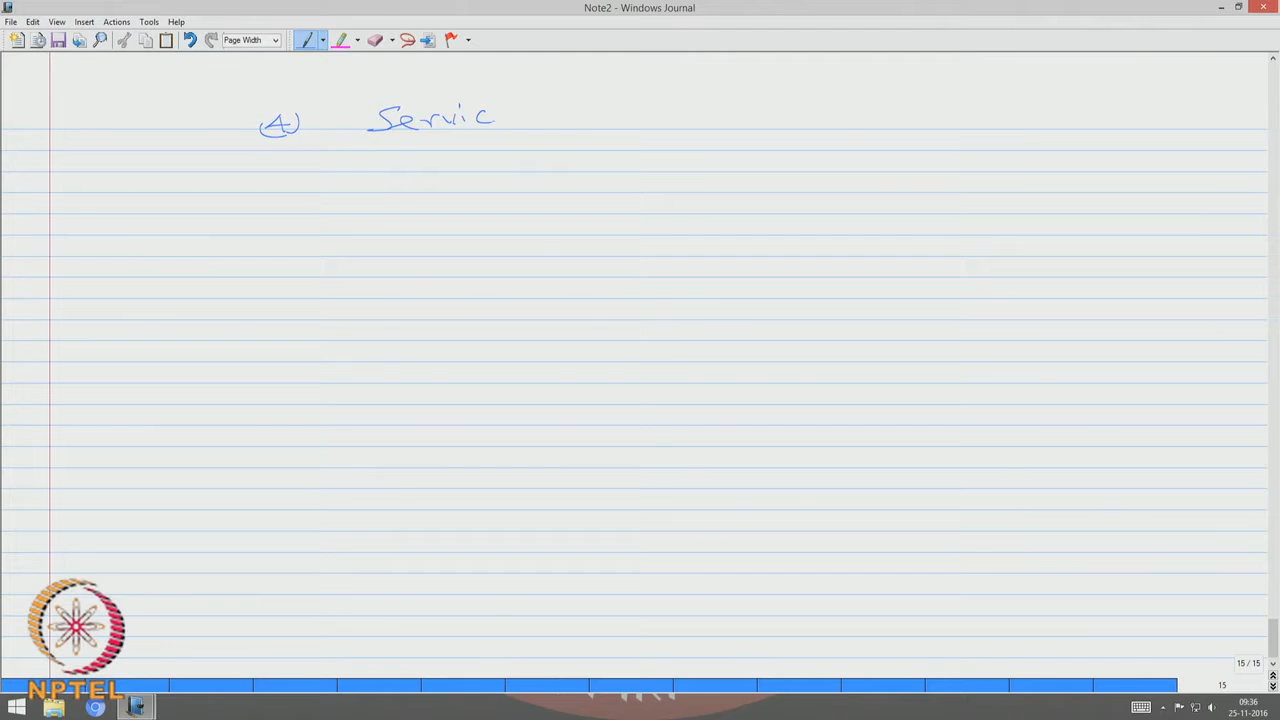 Note2 - Windows Journal
File Edit View Insert Actions Tools Help
Page Width
4) Servic
15 / 15
15
NPTEL
09:36
25-11-2016